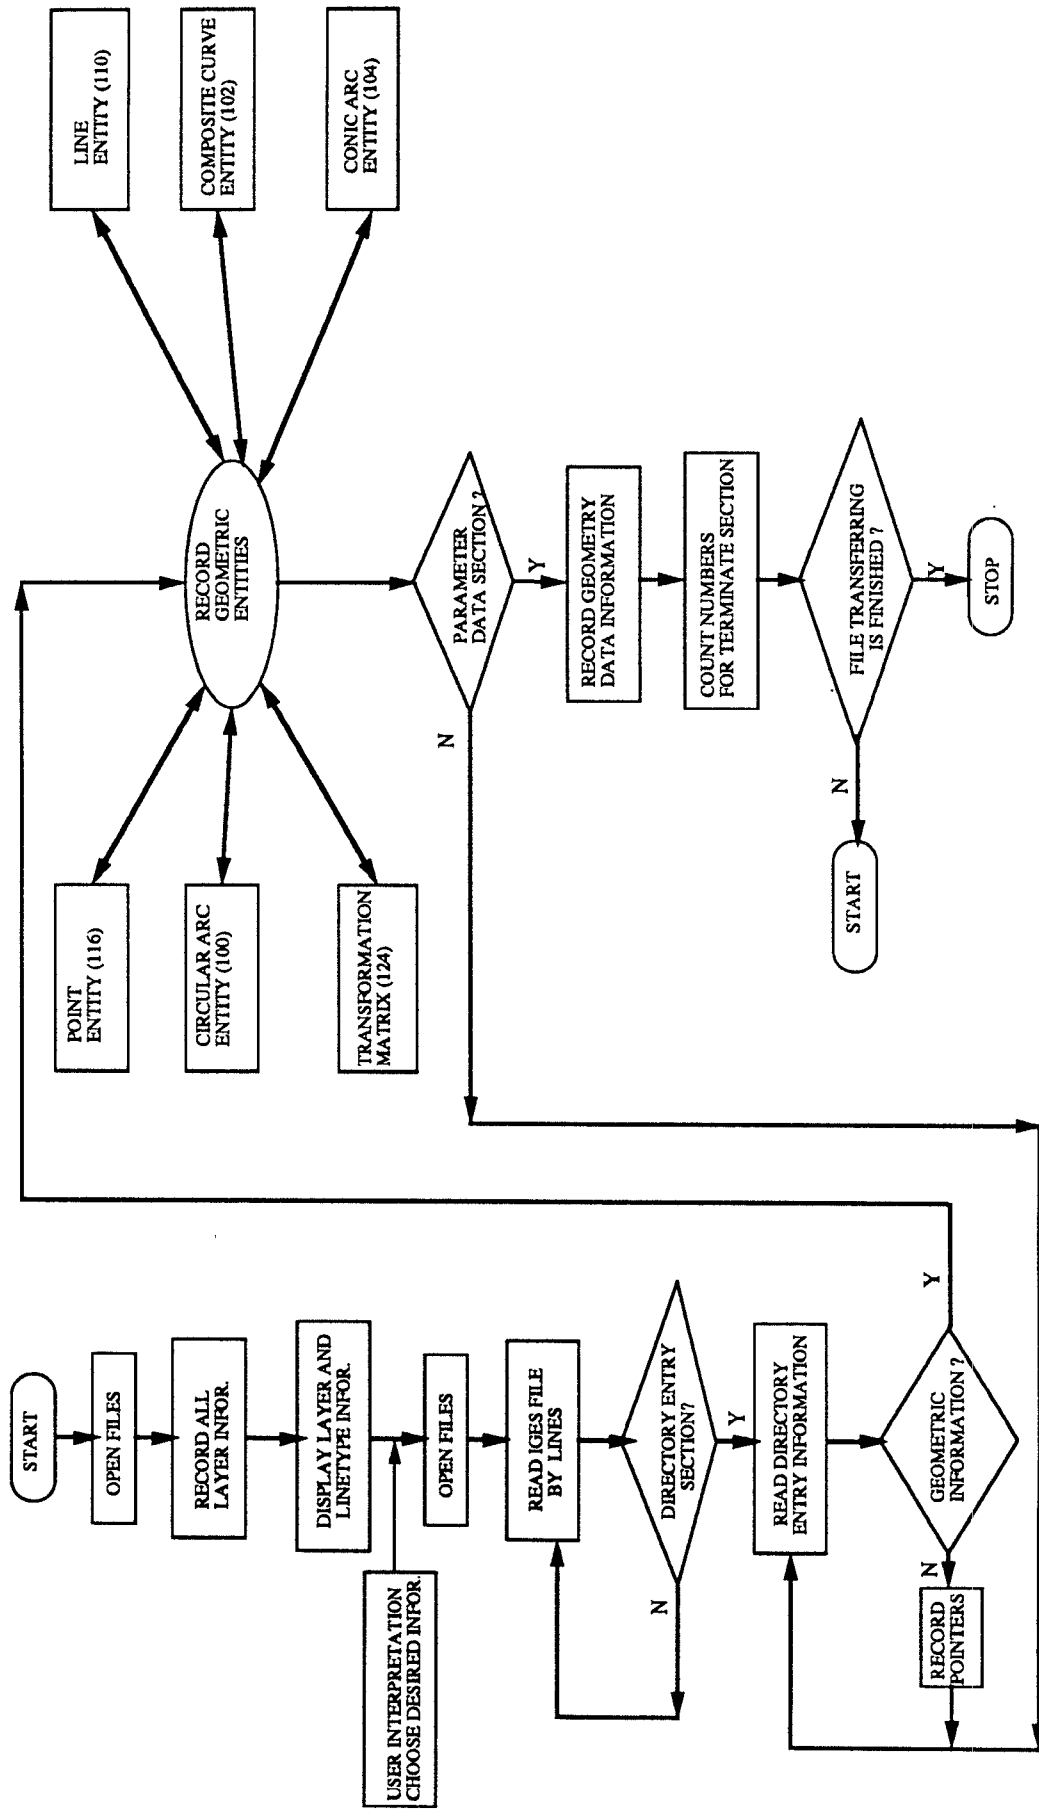 START
OPEN FILES
RECORD ALL
LAYER INFOR.
DISPLAY LAYER AND
LINETYPE INFOR.
USER INTERPRETATION
CHOOSE DESIRED INFOR.
OPEN FILES
READ IGES FILE
BY LINES
DIRECTORY ENTRY
SECTION?
N
Y
READ DIRECTORY
ENTRY INFORMATION
GEOMETRIC
INFORMATION ?
N
Y
RECORD
POINTERS
POINT
ENTITY (116)
CIRCULAR ARC
ENTITY (100)
TRANSFORMATION
MATRIX (124)
RECORD
GEOMETRIC
ENTITIES
LINE
ENTITY (110)
COMPOSITE CURVE
ENTITY (102)
CONIC ARC
ENTITY (104)
PARAMETER
DATA SECTION ?
N
Y
RECORD GEOMETRY
DATA INFORMATION
COUNT NUMBERS
FOR TERMINATE SECTION
FILE TRANSFERRING
IS FINISHED ?
N
Y
START
STOP